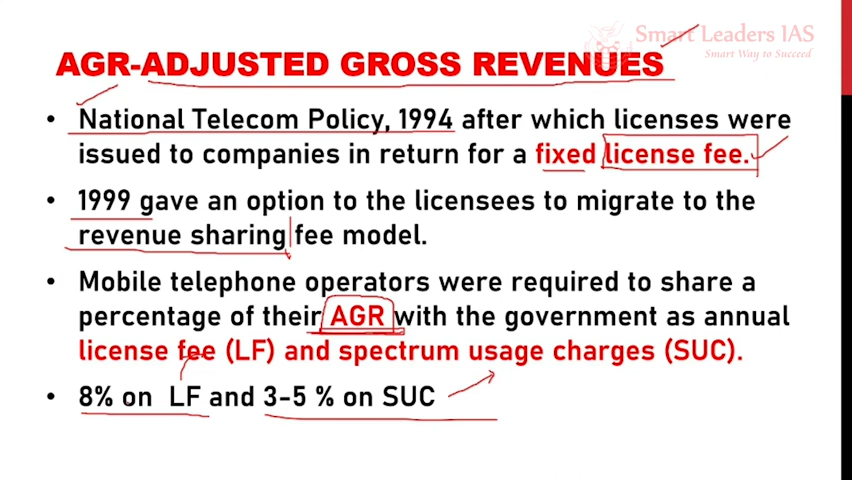 Smart Leaders IAS
Smart Way to Succeed
AGR-ADJUSTED GROSS REVENUES
• National Telecom Policy, 1994 after which licenses were
issued to companies in return for a fixed license fee.
• 1999 gave an option to the licensees to migrate to the
revenue sharing fee model.
• Mobile telephone operators were required to share a
percentage of their AGR with the government as annual
license fee (LF) and spectrum usage charges (SUC).
• 8% on LF and 3-5 % on SUC